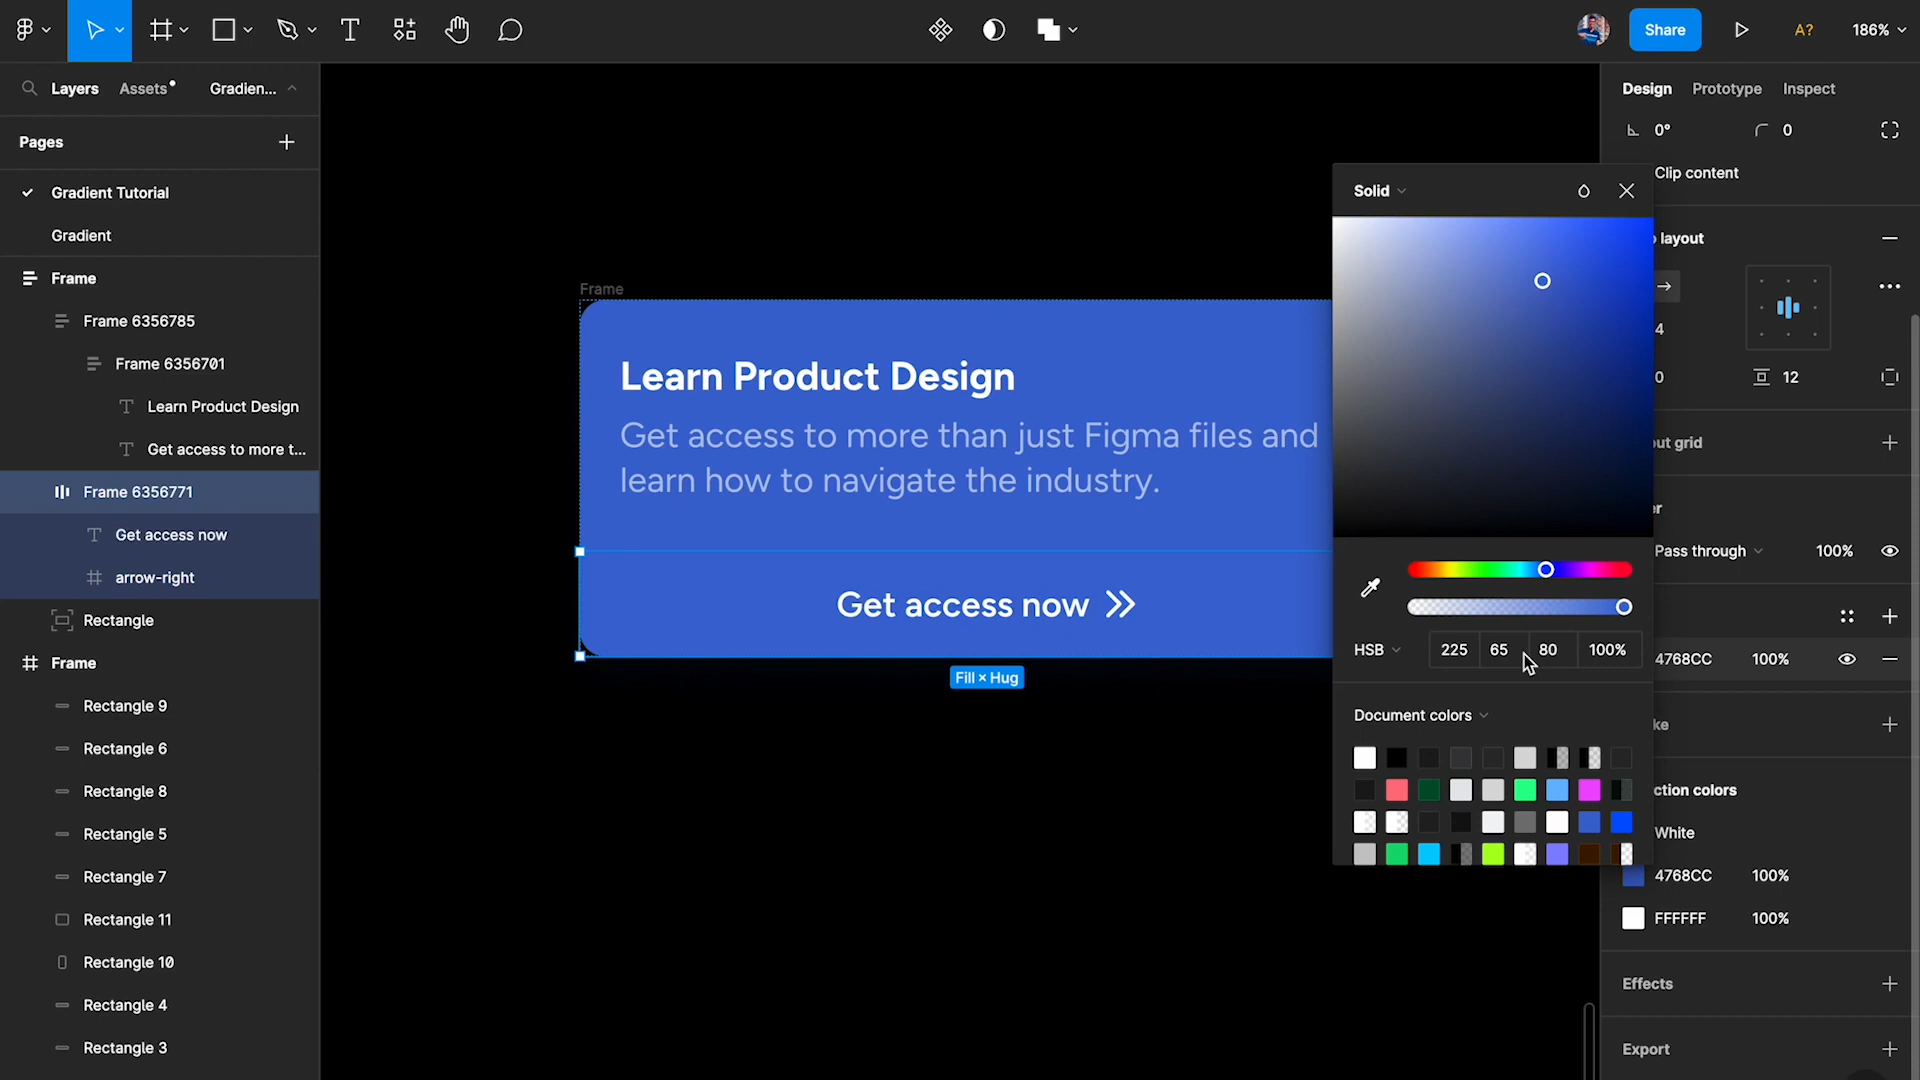 Share
A?
186%
Layers
Assets
Gradien...
Pages
Gradient Tutorial
Gradient
Frame
Frame 6356785
Frame 6356701
Learn Product Design
Get access to more t...
Frame 6356771
Get access now
arrow-right
Rectangle
Frame
Rectangle 9
Rectangle 6
Rectangle 8
Rectangle 5
Rectangle 7
Rectangle 11
Rectangle 10
Rectangle 4
Rectangle 3
Frame
Learn Product Design
Get access to more than just Figma files and
learn how to navigate the industry.
Get access now
Fill × Hug
Solid
HSB 225 65 80 100%
Document colors
Design Prototype Inspect
0° 0
Clip content
layout
4
0 12
out grid
er
Pass through 100%
4768CC 100%
ke
ction colors
White
4768CC 100%
FFFFFF 100%
Effects
Export